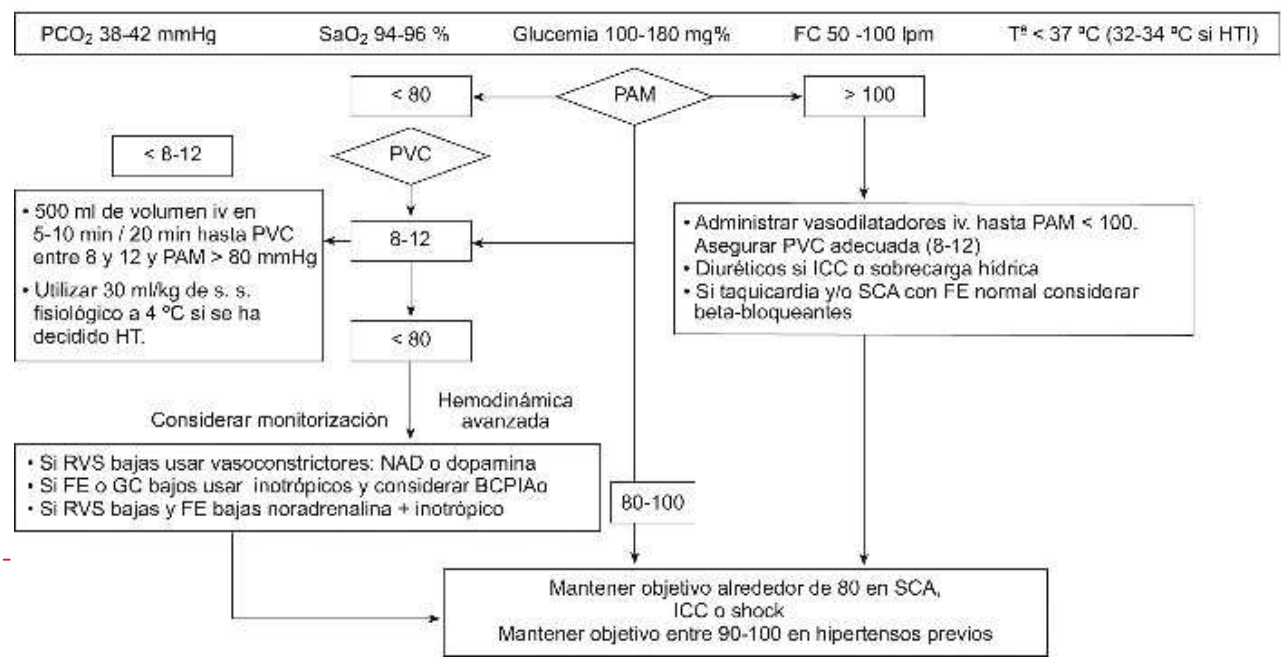 PCO2 38-42 mmHg SaO2 94-96 % Glucemia 100-180 mg% FC 50 -100 lpm Tª < 37 ºC (32-34 ºC si HTI)
< 80
PAM
> 100
< 8-12
PVC
• 500 ml de volumen iv en
5-10 min / 20 min hasta PVC
entre 8 y 12 y PAM > 80 mmHg
• Utilizar 30 ml/kg de s. s.
fisiológico a 4 ºC si se ha
decidido HT.
8-12
• Administrar vasodilatadores iv. hasta PAM < 100.
Asegurar PVC adecuada (8-12)
• Diuréticos si ICC o sobrecarga hídrica
• Si taquicardia y/o SCA con FE normal considerar
beta-bloqueantes
< 80
Considerar monitorización
Hemodinámica
avanzada
• Si RVS bajas usar vasoconstrictores: NAD o dopamina
• Si FE o GC bajos usar inotrópicos y considerar BCPIAo
• Si RVS bajas y FE bajas noradrenalina + inotrópico
80-100
Mantener objetivo alrededor de 80 en SCA,
ICC o shock
Mantener objetivo entre 90-100 en hipertensos previos